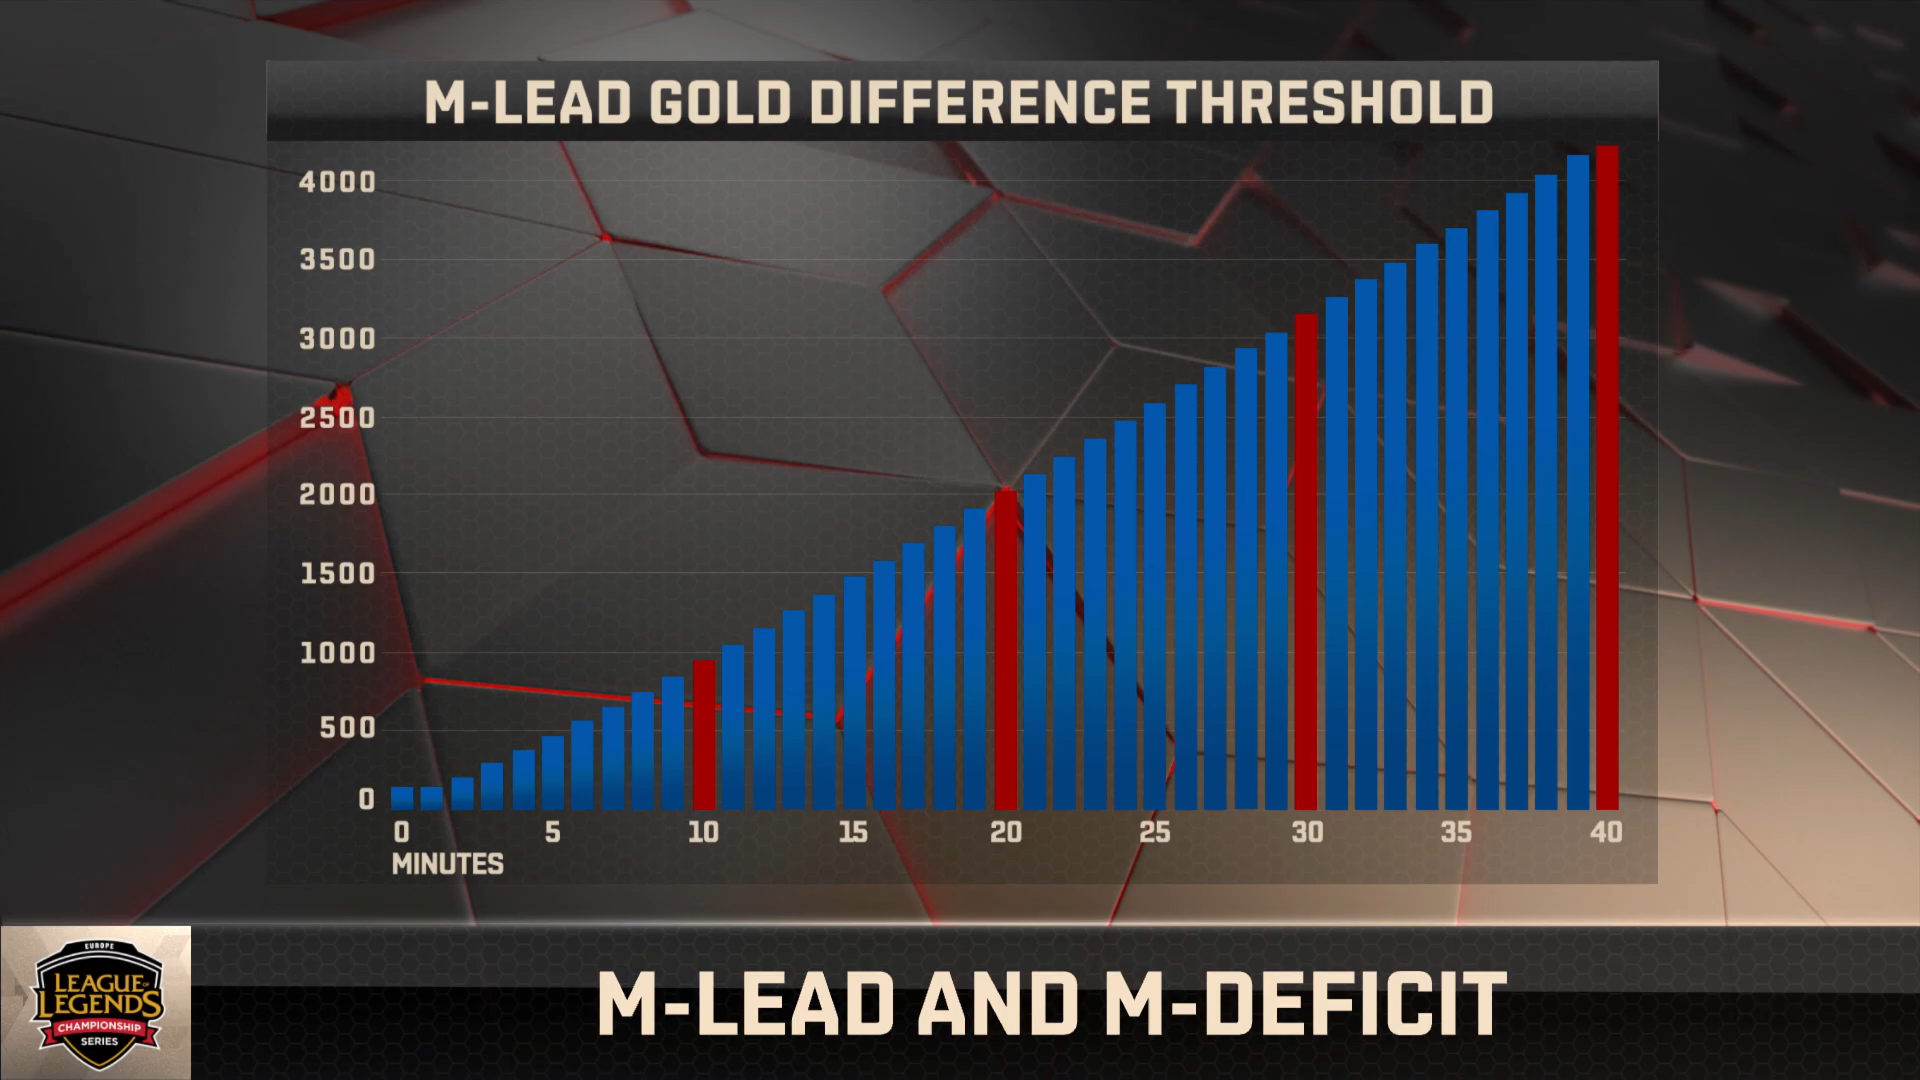 M-LEAD GOLD DIFFERENCE THRESHOLD
4000
3500
3000
2500
2000
1500
1000
500
0
0 5 10 15 20 25 30 35 40
MINUTES
EUROPE
LEAGUE OF
LEGENDS
CHAMPIONSHIP
SERIES
M-LEAD AND M-DEFICIT